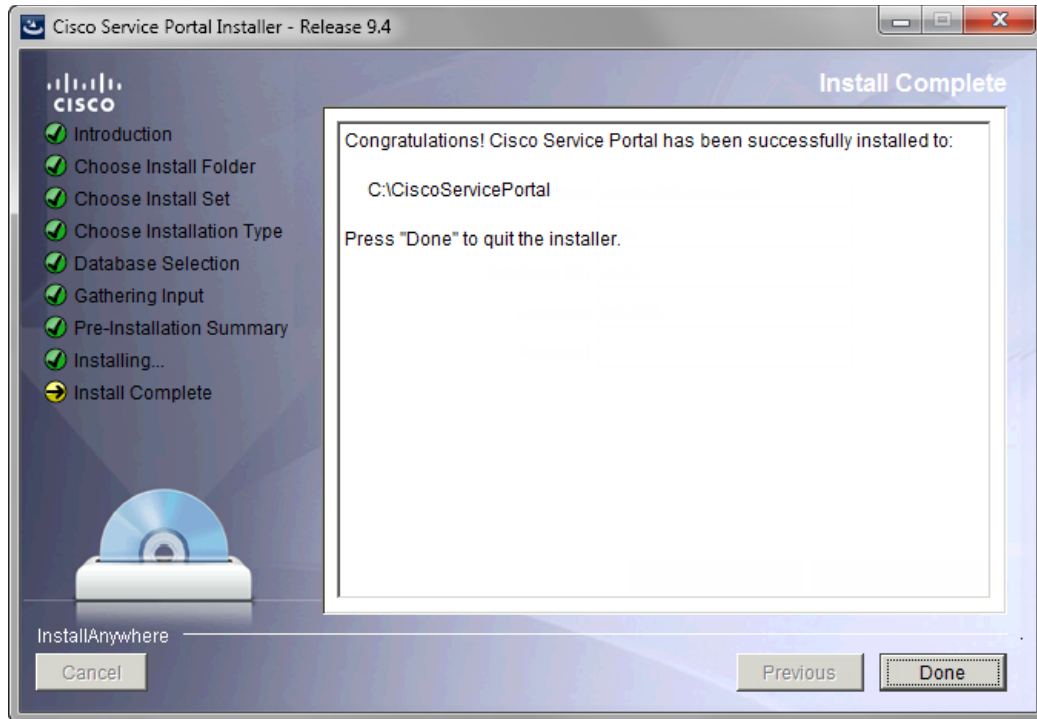 Cisco Service Portal Installer - Release 9.4
CISCO
Install Complete
Introduction
Choose Install Folder
Choose Install Set
Choose Installation Type
Database Selection
Gathering Input
Pre-Installation Summary
Installing...
Install Complete
Congratulations! Cisco Service Portal has been successfully installed to:
C:\CiscoServicePortal
Press "Done" to quit the installer.
InstallAnywhere
Cancel
Previous
Done